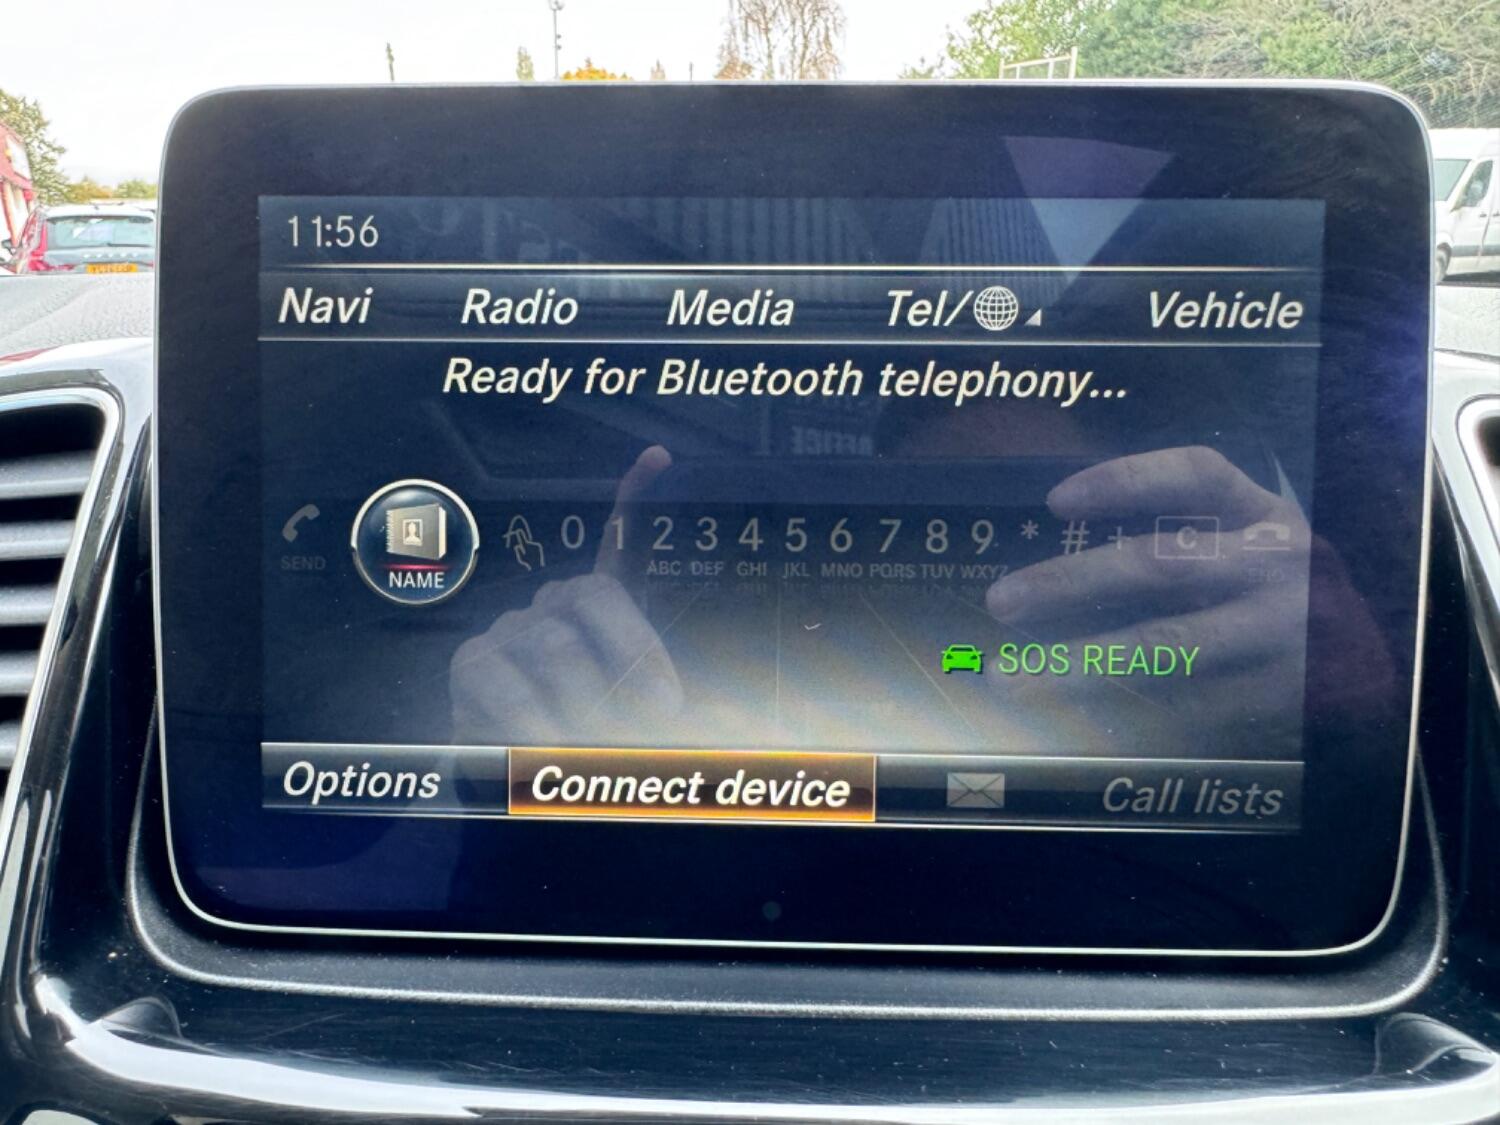 11:56
Navi Radio Media Tel/ Vehicle
Ready for Bluetooth telephony...
SEND NAME 0 1 2 3 4 5 6 7 8 9 * # + C END
ABC DEF GHI JKL MNO PQRS TUV WXYZ
SOS READY
Options Connect device Call lists